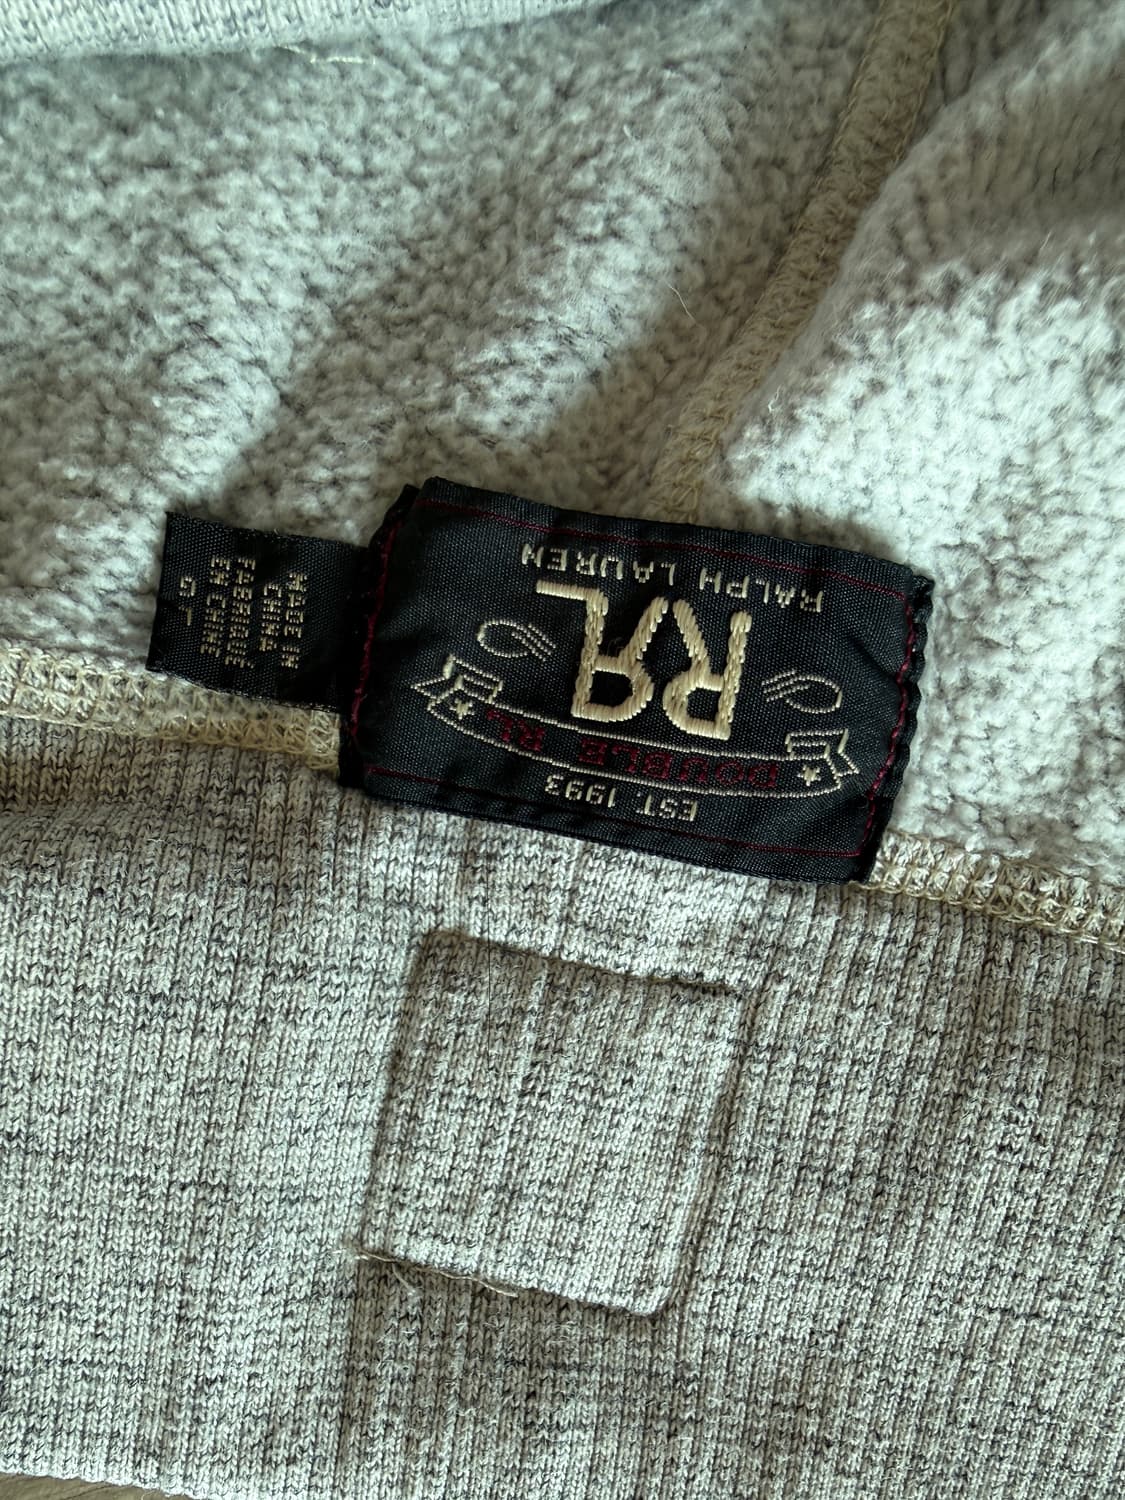 RALPH LAUREN
RRL
DOUBLE RL
EST. 1993
MADE IN
CHINA
FABRIQUÉ
EN CHINE